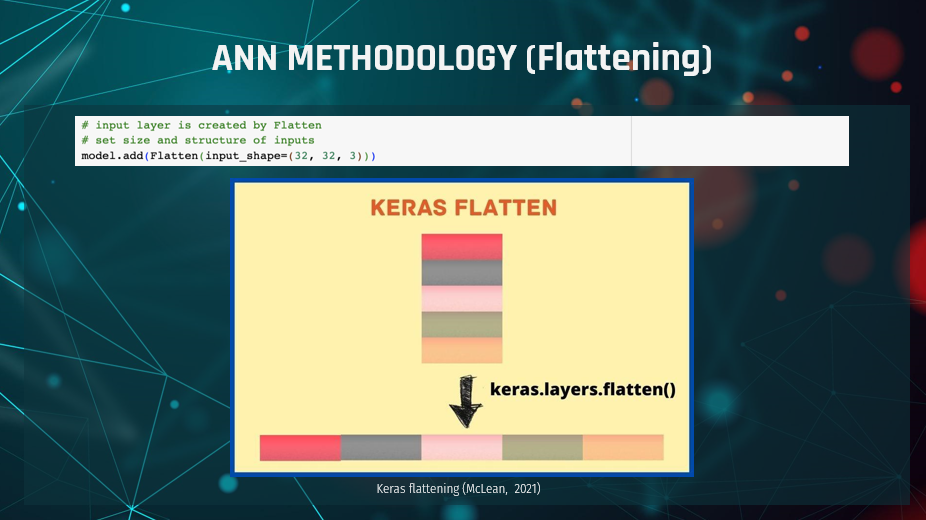 ANN METHODOLOGY (Flattening)
# input layer is created by Flatten
# set size and structure of inputs
model.add(Flatten(input_shape=(32, 32, 3)))
KERAS FLATTEN
keras.layers.flatten()
Keras flattening (McLean, 2021)